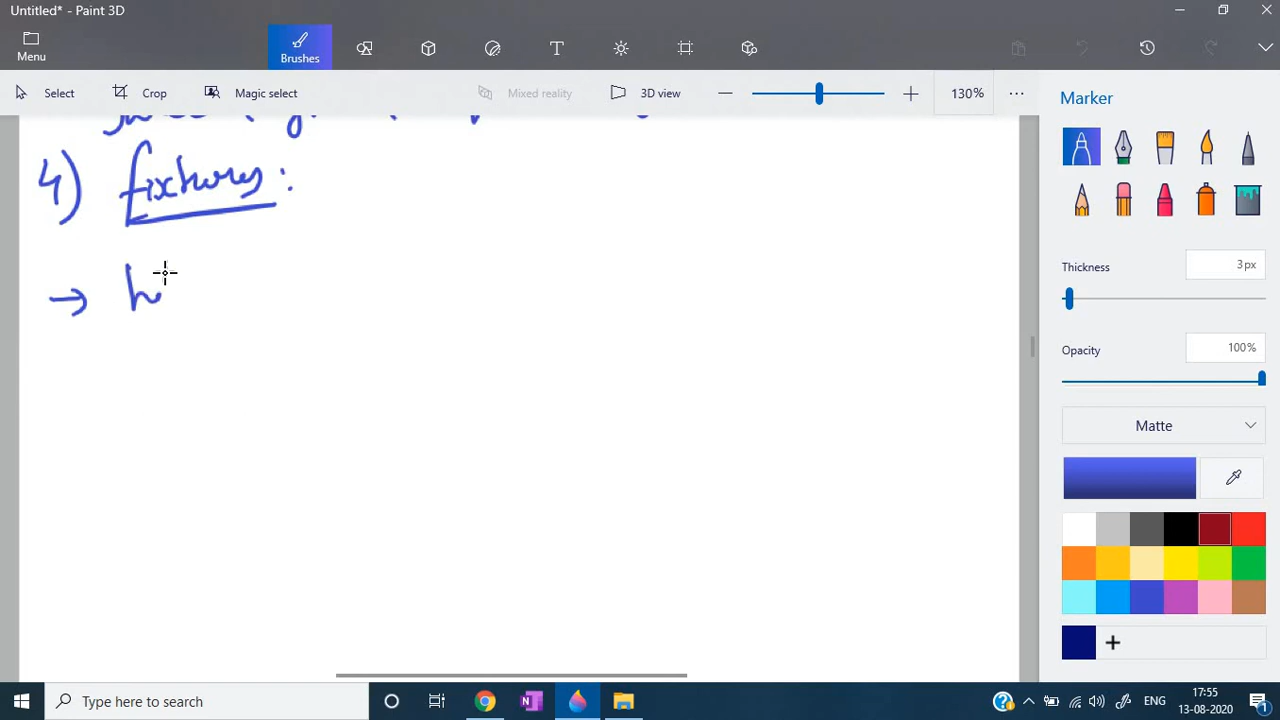 Untitled* - Paint 3D
Menu
Brushes
Select
Crop
Magic select
Mixed reality
3D view
130%
Marker
4) fixtures :
→ h
Thickness
3px
Opacity
100%
Matte
Type here to search
ENG
17:55
13-08-2020
1